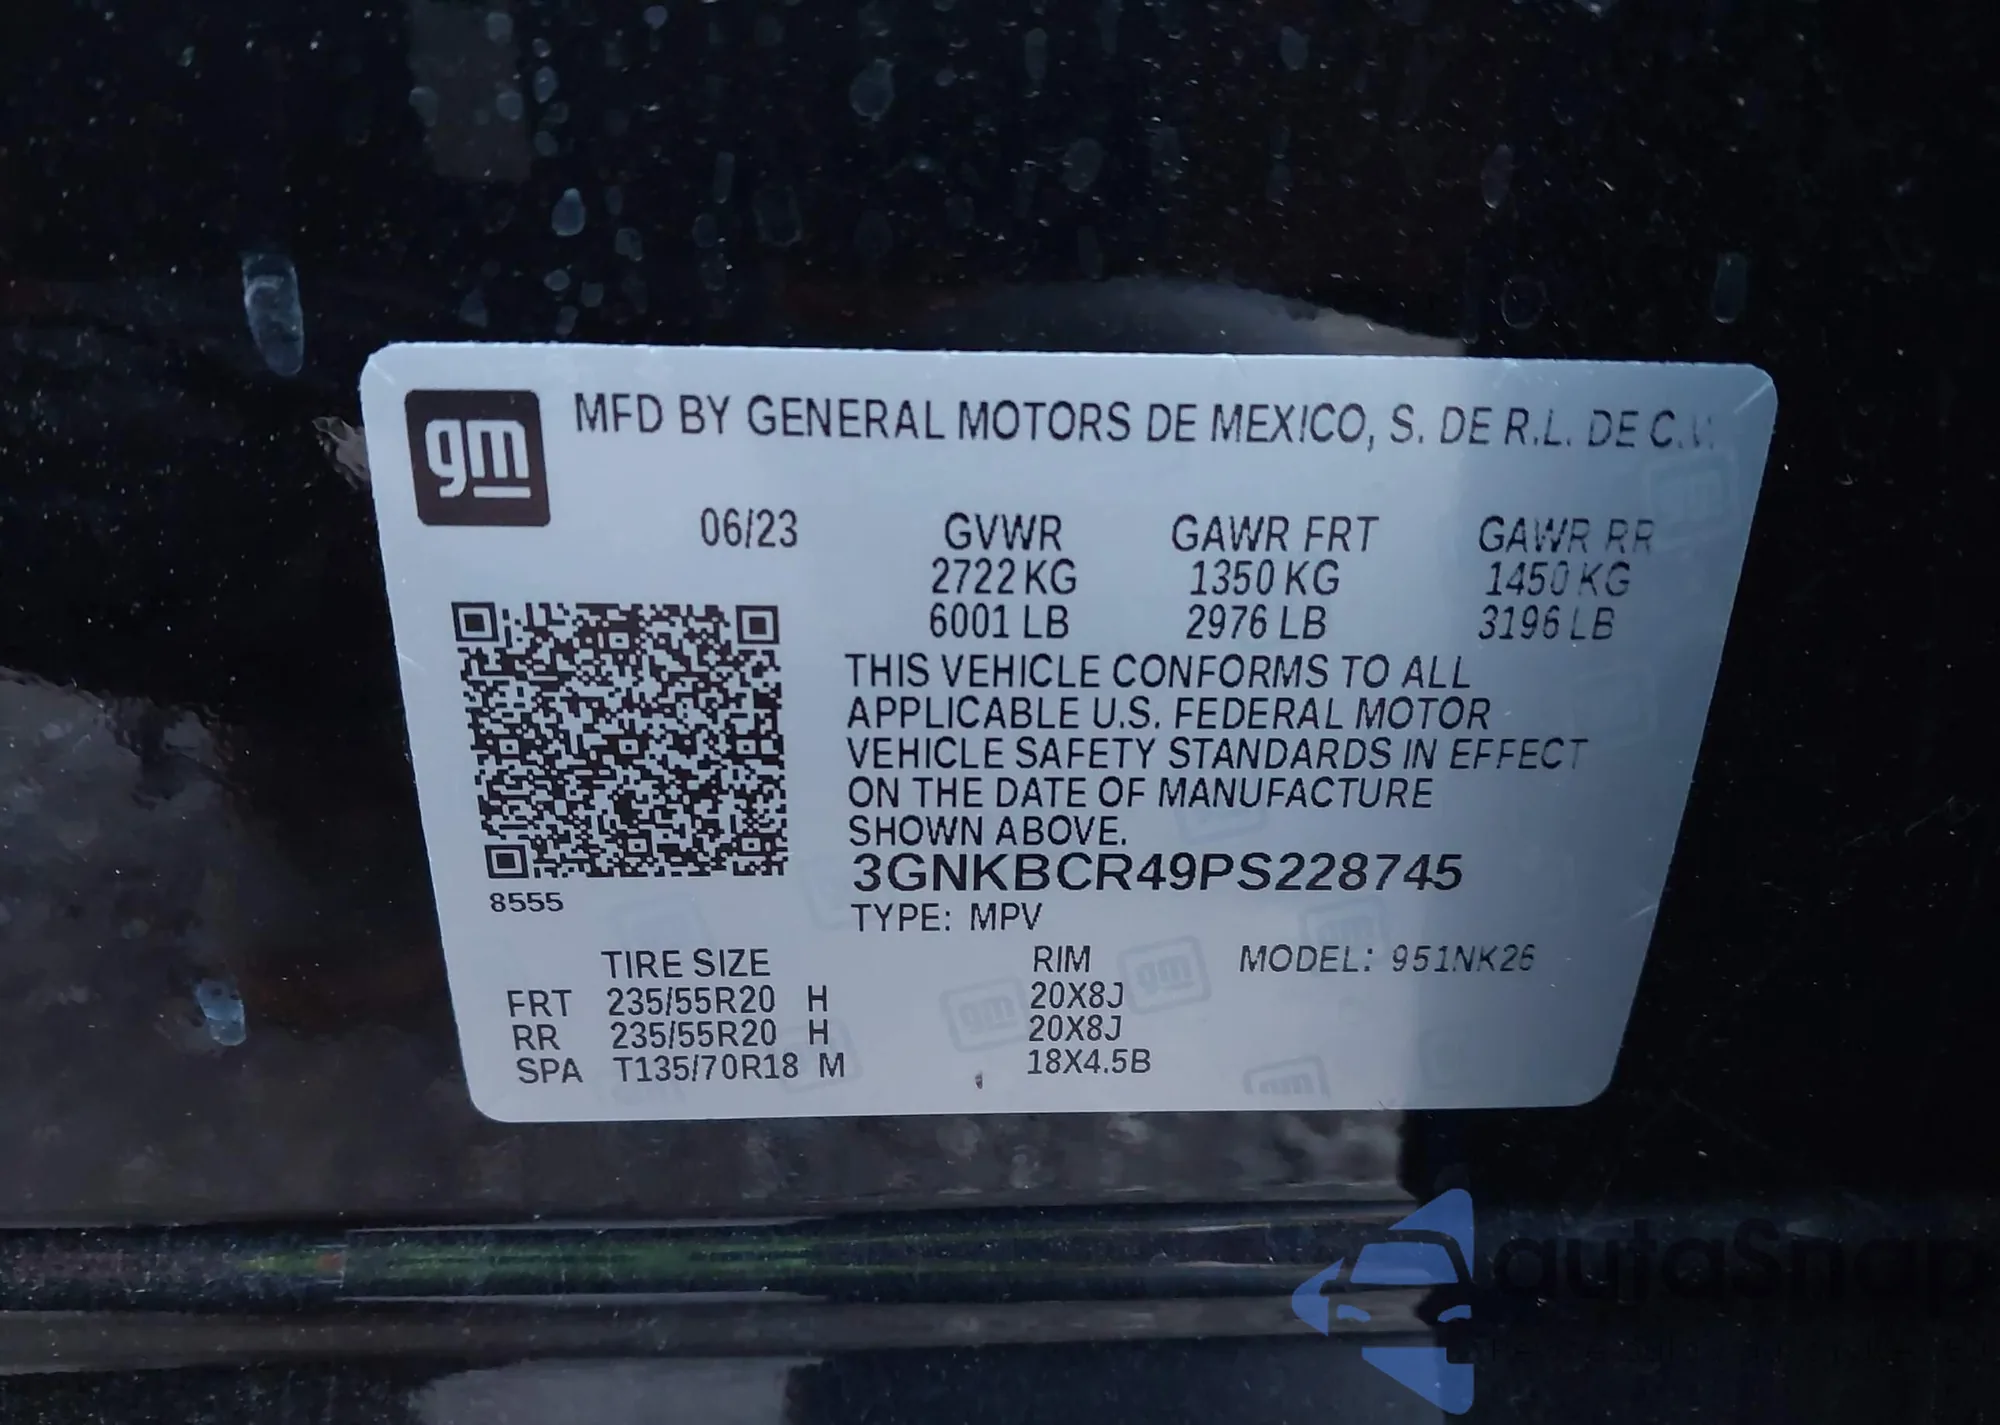 gm
MFD BY GENERAL MOTORS DE MEXICO, S. DE R.L. DE C.V.
06/23 GVWR GAWR FRT GAWR RR
2722 KG 1350 KG 1450 KG
6001 LB 2976 LB 3196 LB
THIS VEHICLE CONFORMS TO ALL
APPLICABLE U.S. FEDERAL MOTOR
VEHICLE SAFETY STANDARDS IN EFFECT
ON THE DATE OF MANUFACTURE
SHOWN ABOVE.
3GNKBCR49PS228745
8555
TYPE: MPV
TIRE SIZE RIM MODEL: 951NK26
FRT 235/55R20 H 20X8J
RR 235/55R20 H 20X8J
SPA T135/70R18 M 18X4.5B
autaSnap